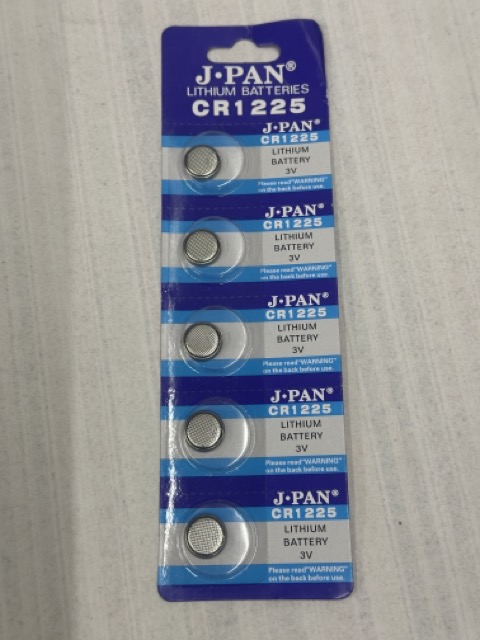 J·PAN®
LITHIUM BATTERIES
CR1225
J·PAN®
CR1225
LITHIUM
BATTERY
3V
Please read "WARNING"
on the back before use.
J·PAN®
CR1225
LITHIUM
BATTERY
3V
Please read "WARNING"
on the back before use.
J·PAN®
CR1225
LITHIUM
BATTERY
3V
Please read "WARNING"
on the back before use.
J·PAN®
CR1225
LITHIUM
BATTERY
3V
Please read "WARNING"
on the back before use.
J·PAN®
CR1225
LITHIUM
BATTERY
3V
Please read "WARNING"
on the back before use.